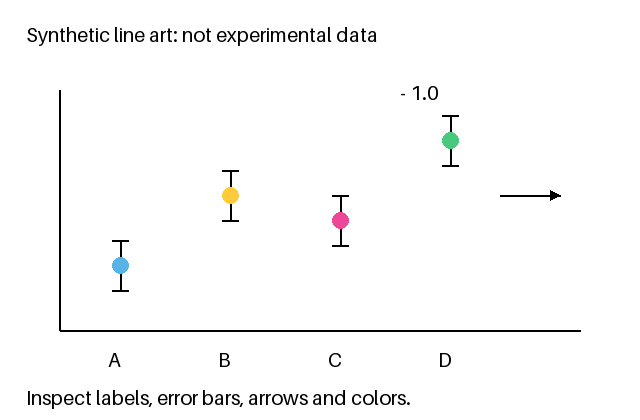 Synthetic line art: not experimental data
- 1.0
A B C D
Inspect labels, error bars, arrows and colors.